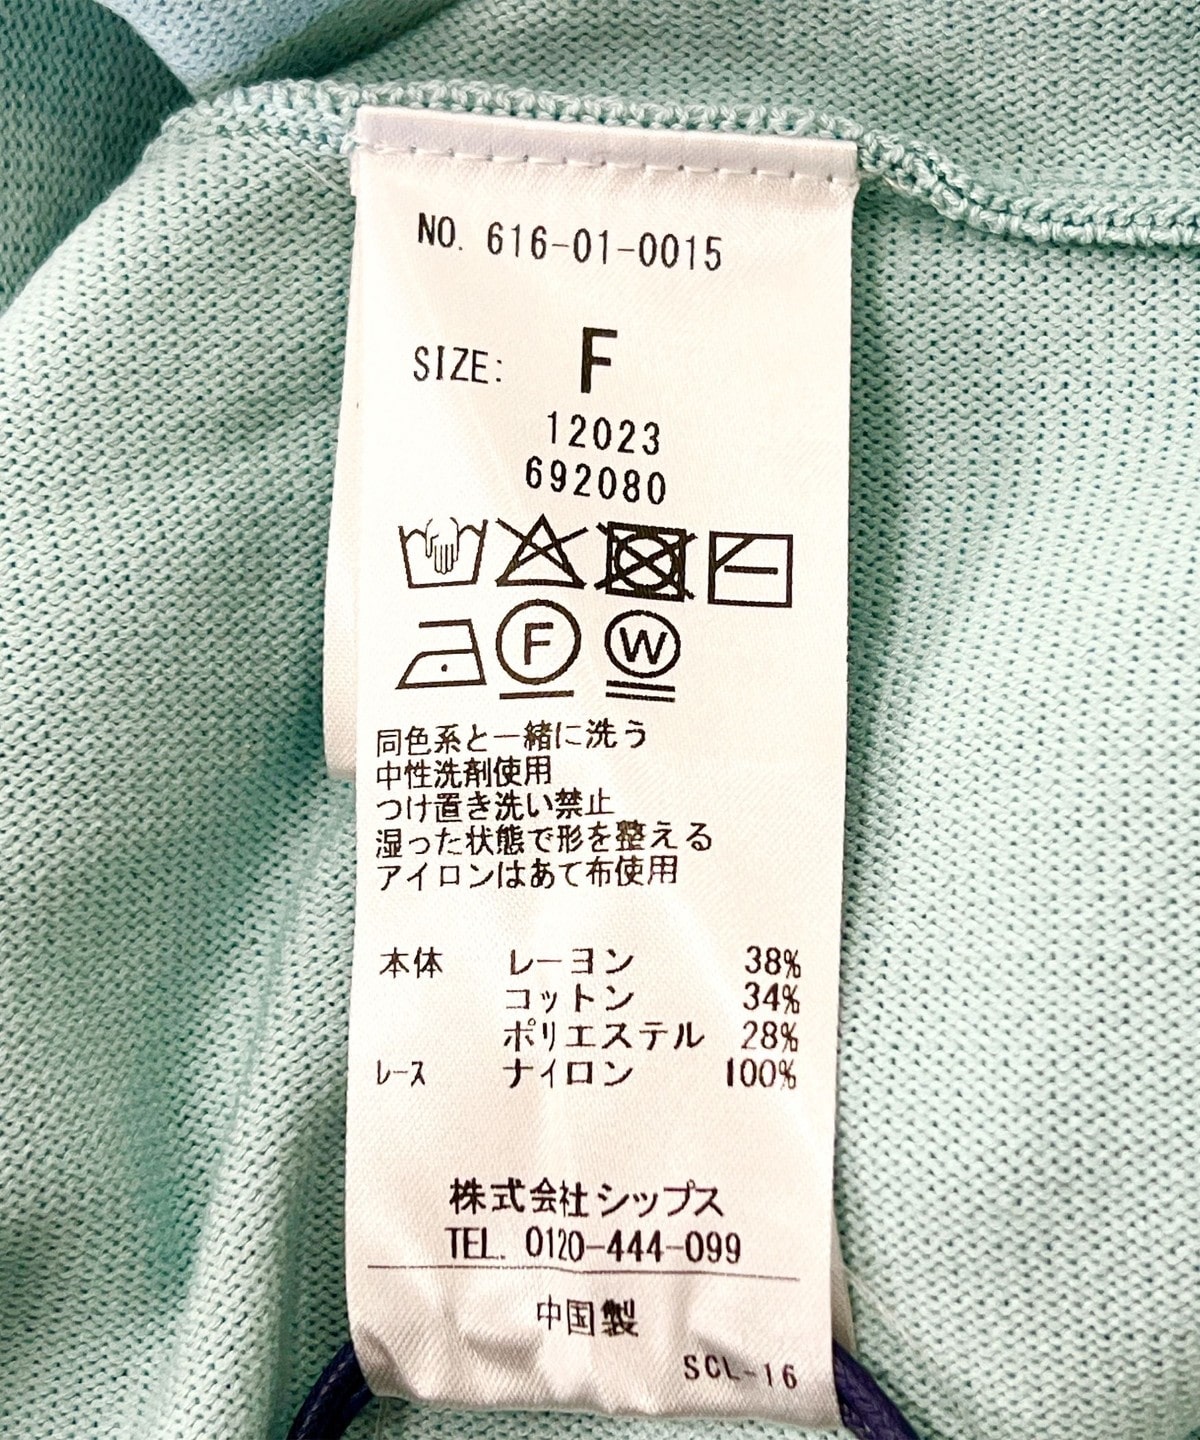 NO. 616-01-0015
SIZE: F
12023
692080
F W
同色系と一緒に洗う
中性洗剤使用
つけ置き洗い禁止
湿った状態で形を整える
アイロンはあて布使用
本体 レーヨン 38%
コットン 34%
ポリエステル 28%
レース ナイロン 100%
株式会社シップス
TEL. 0120-444-099
中国製
SCL-16